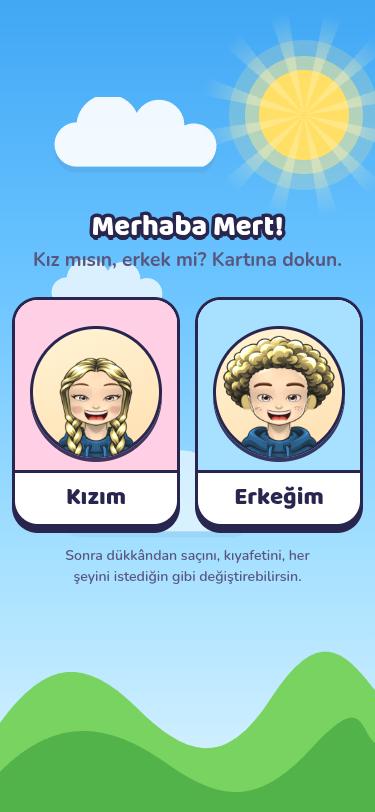 Merhaba Mert!
Kız mısın, erkek mi? Kartına dokun.
Kızım
Erkeğim
Sonra dükkândan saçını, kıyafetini, her
şeyini istediğin gibi değiştirebilirsin.